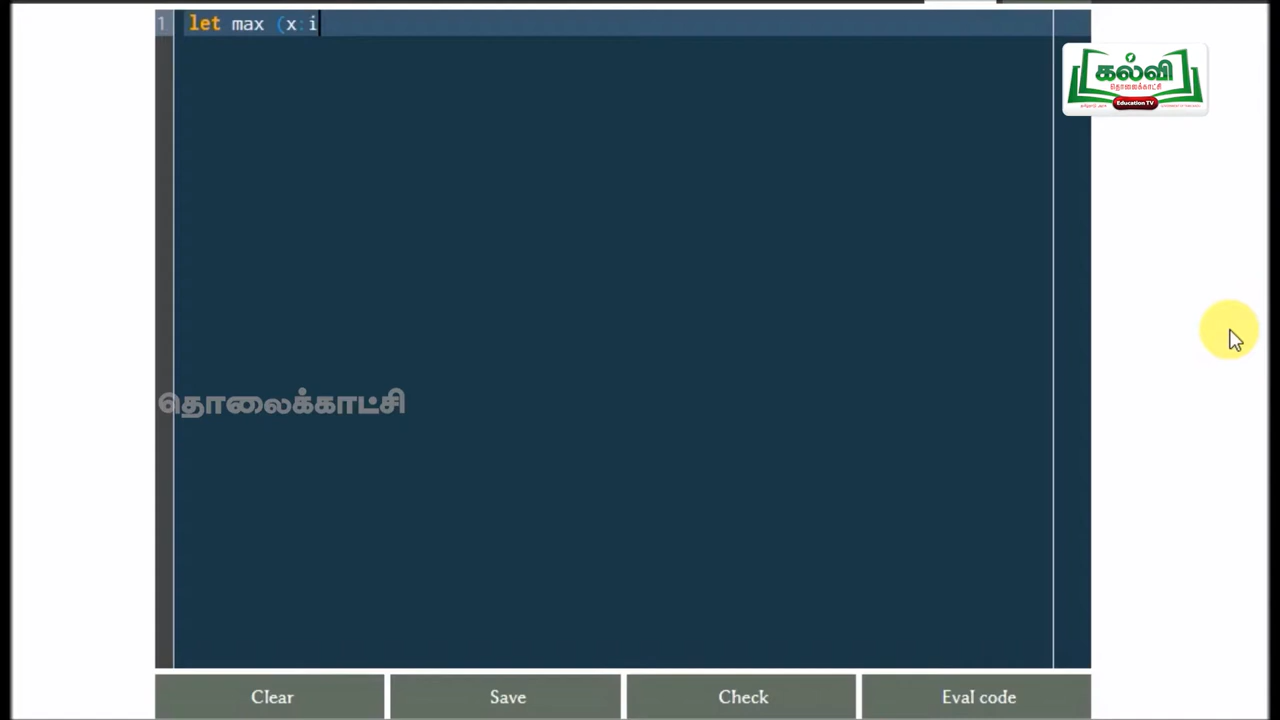 1 let max (x:i
கல்வி
தொலைக்காட்சி
Education TV
தொலைக்காட்சி
Clear Save Check Eval code